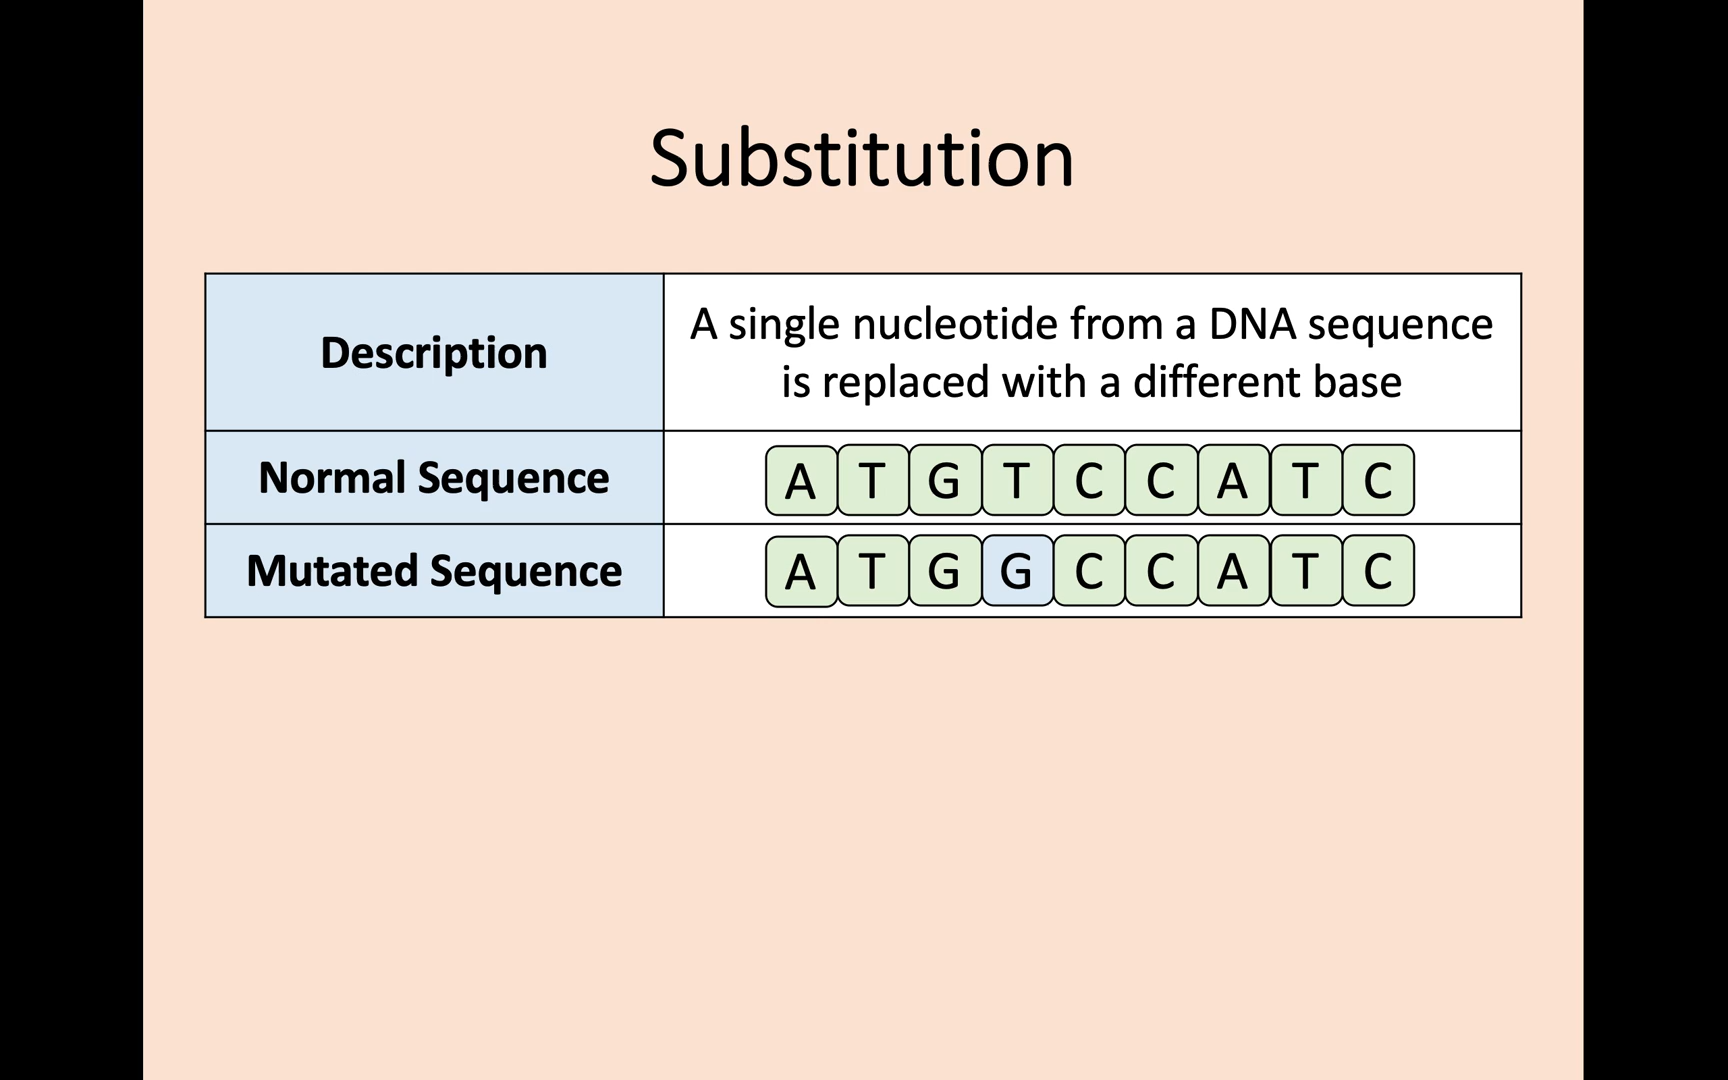 Substitution
Description
A single nucleotide from a DNA sequence
is replaced with a different base
Normal Sequence
A T G T C C A T C
Mutated Sequence
A T G G C C A T C